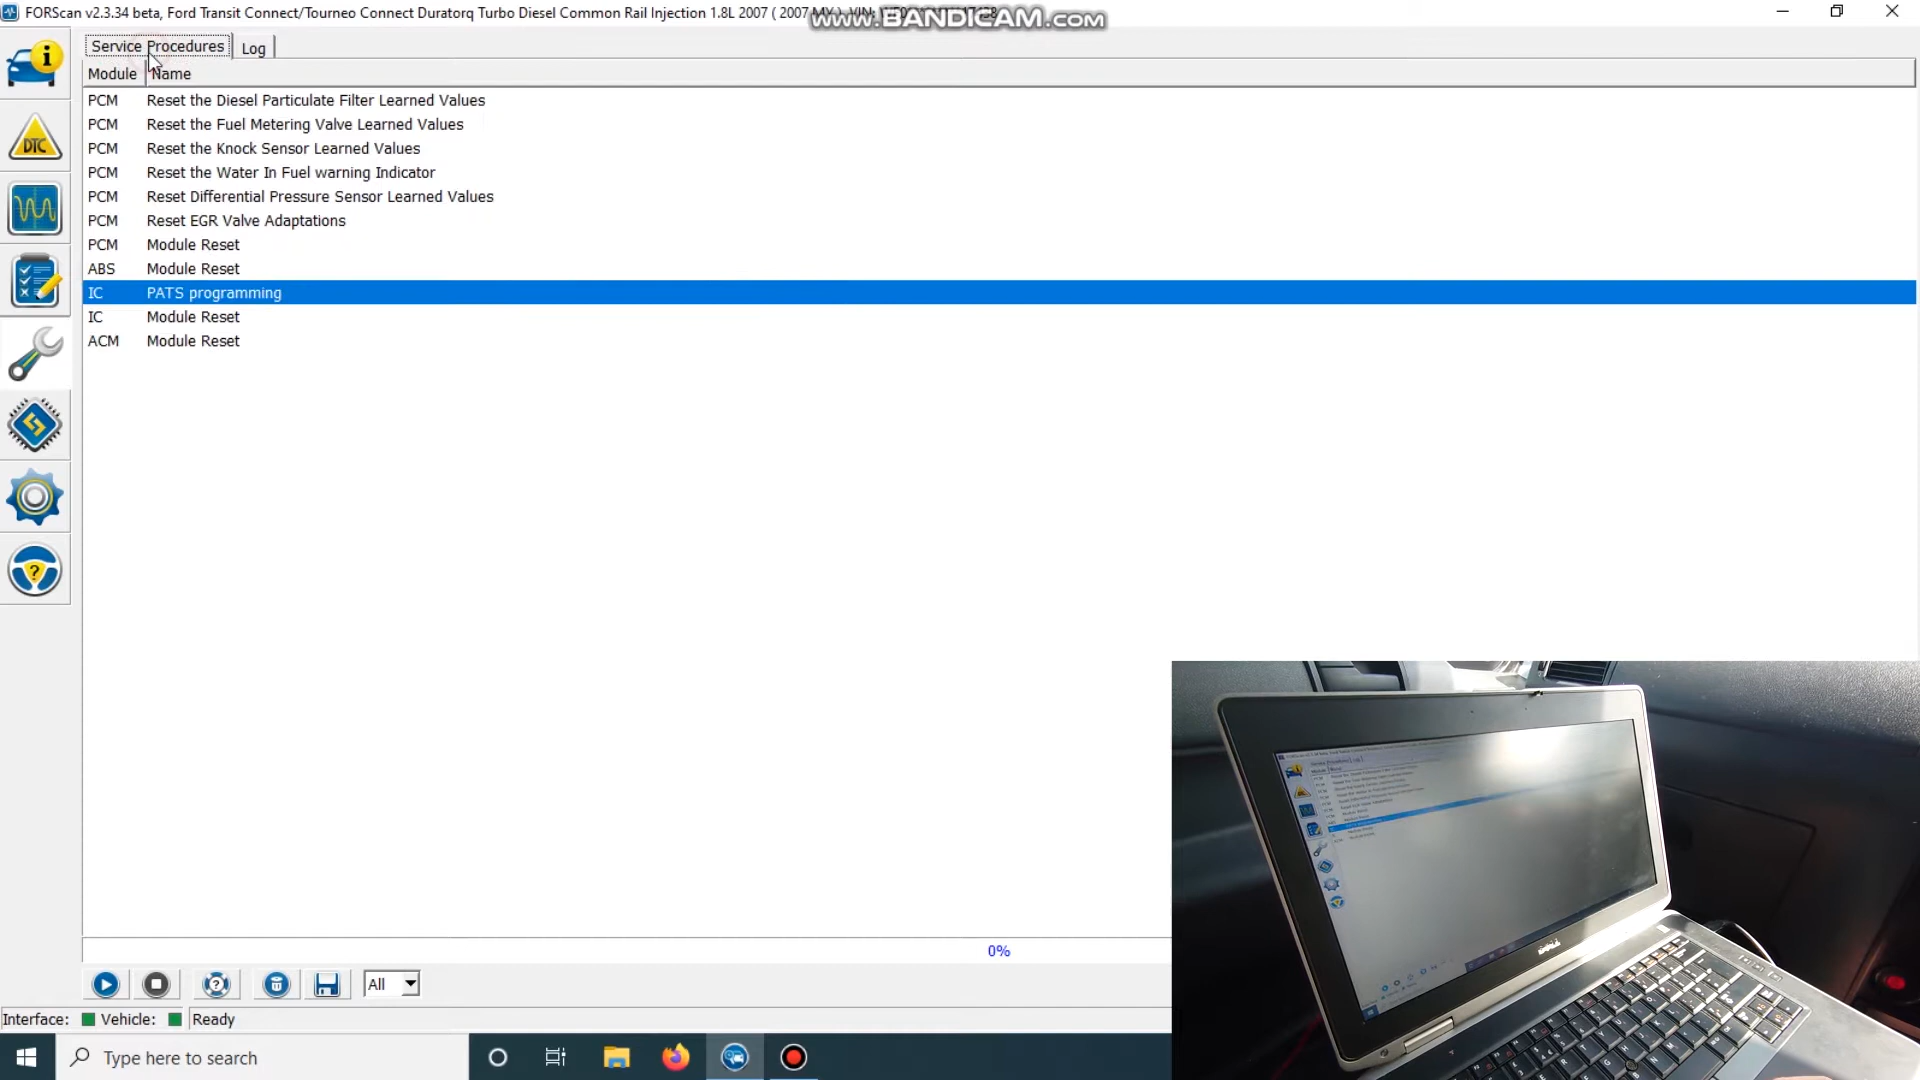 FORScan v2.3.34 beta, Ford Transit Connect/Tourneo Connect Duratorq Turbo Diesel Common Rail Injection 1.8L 2007 ( 2007 MY ), VIN:
www.BANDICAM.com
Service Procedures Log
Module Name
PCM Reset the Diesel Particulate Filter Learned Values
PCM Reset the Fuel Metering Valve Learned Values
PCM Reset the Knock Sensor Learned Values
PCM Reset the Water In Fuel warning Indicator
PCM Reset Differential Pressure Sensor Learned Values
PCM Reset EGR Valve Adaptations
PCM Module Reset
ABS Module Reset
IC PATS programming
IC Module Reset
ACM Module Reset
DTC
0%
All
Interface: Vehicle: Ready
Type here to search